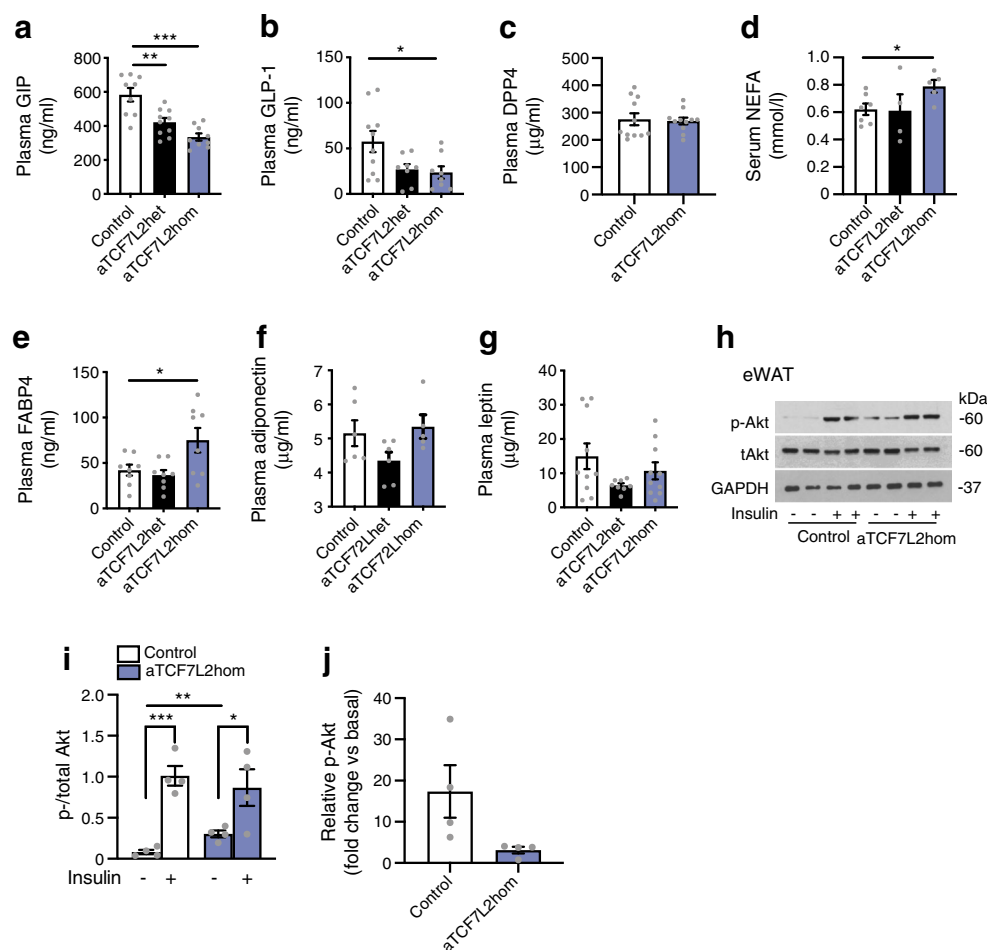 a
Plasma GIP
(ng/ml)
800
600
400
200
0
***
**
Control
aTCF7L2het
aTCF7L2hom
b
Plasma GLP-1
(ng/ml)
150
100
50
0
*
Control
aTCF7L2het
aTCF7L2hom
c
Plasma DPP4
(μg/ml)
500
400
300
200
100
0
Control
aTCF7L2hom
d
Serum NEFA
(mmol/l)
1.0
0.8
0.6
0.4
0.2
0
*
Control
aTCF7L2het
aTCF7L2hom
e
Plasma FABP4
(ng/ml)
150
100
50
0
*
Control
aTCF7L2het
aTCF7L2hom
f
Plasma adiponectin
(μg/ml)
7
6
5
4
3
Control
aTCF72Lhet
aTCF72Lhom
g
Plasma leptin
(μg/ml)
40
30
20
10
0
Control
aTCF7L2het
aTCF7L2hom
h
eWAT
kDa
p-Akt -60
tAkt -60
GAPDH -37
Insulin - - + + - - + +
Control aTCF7L2hom
i
Control
aTCF7L2hom
p-/total Akt
2.0
1.5
1.0
0.5
0
**
*** *
Insulin - + - +
j
Relative p-Akt
(fold change vs basal)
40
30
20
10
0
Control
aTCF7L2hom